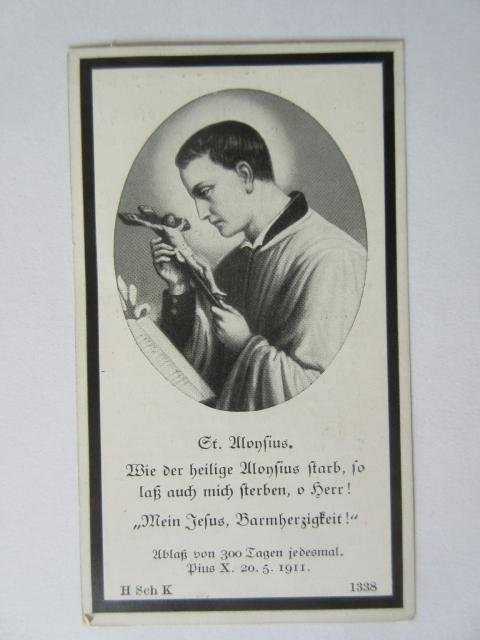 St. Aloysius.
Wie der heilige Aloysius starb, so
laß auch mich sterben, o Herr!
„Mein Jesus, Barmherzigkeit!“
Ablaß von 300 Tagen jedesmal.
Pius X. 20. 5. 1911.
H Sch K 1338